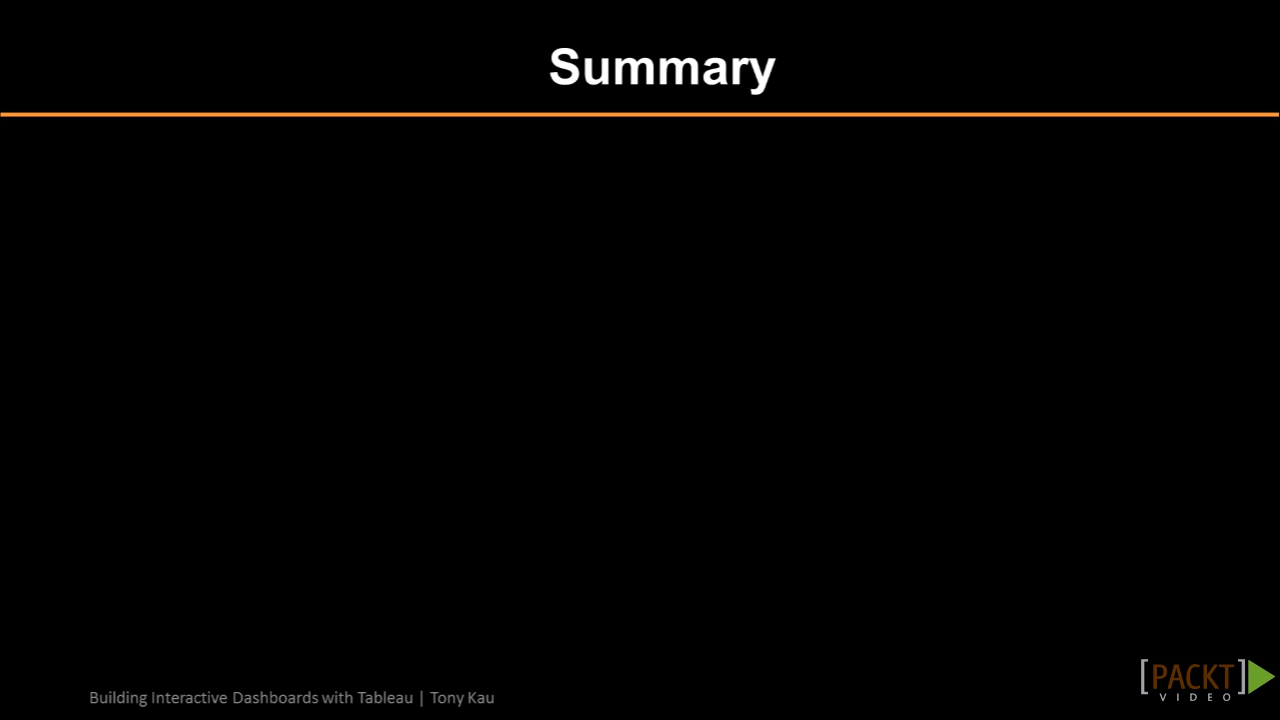 Summary
Building Interactive Dashboards with Tableau | Tony Kau
[PACKT]
VIDEO